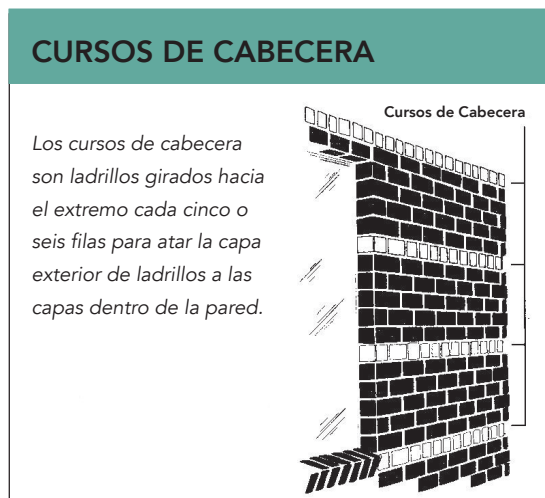 CURSOS DE CABECERA
Los cursos de cabecera
son ladrillos girados hacia
el extremo cada cinco o
seis filas para atar la capa
exterior de ladrillos a las
capas dentro de la pared.
Cursos de Cabecera